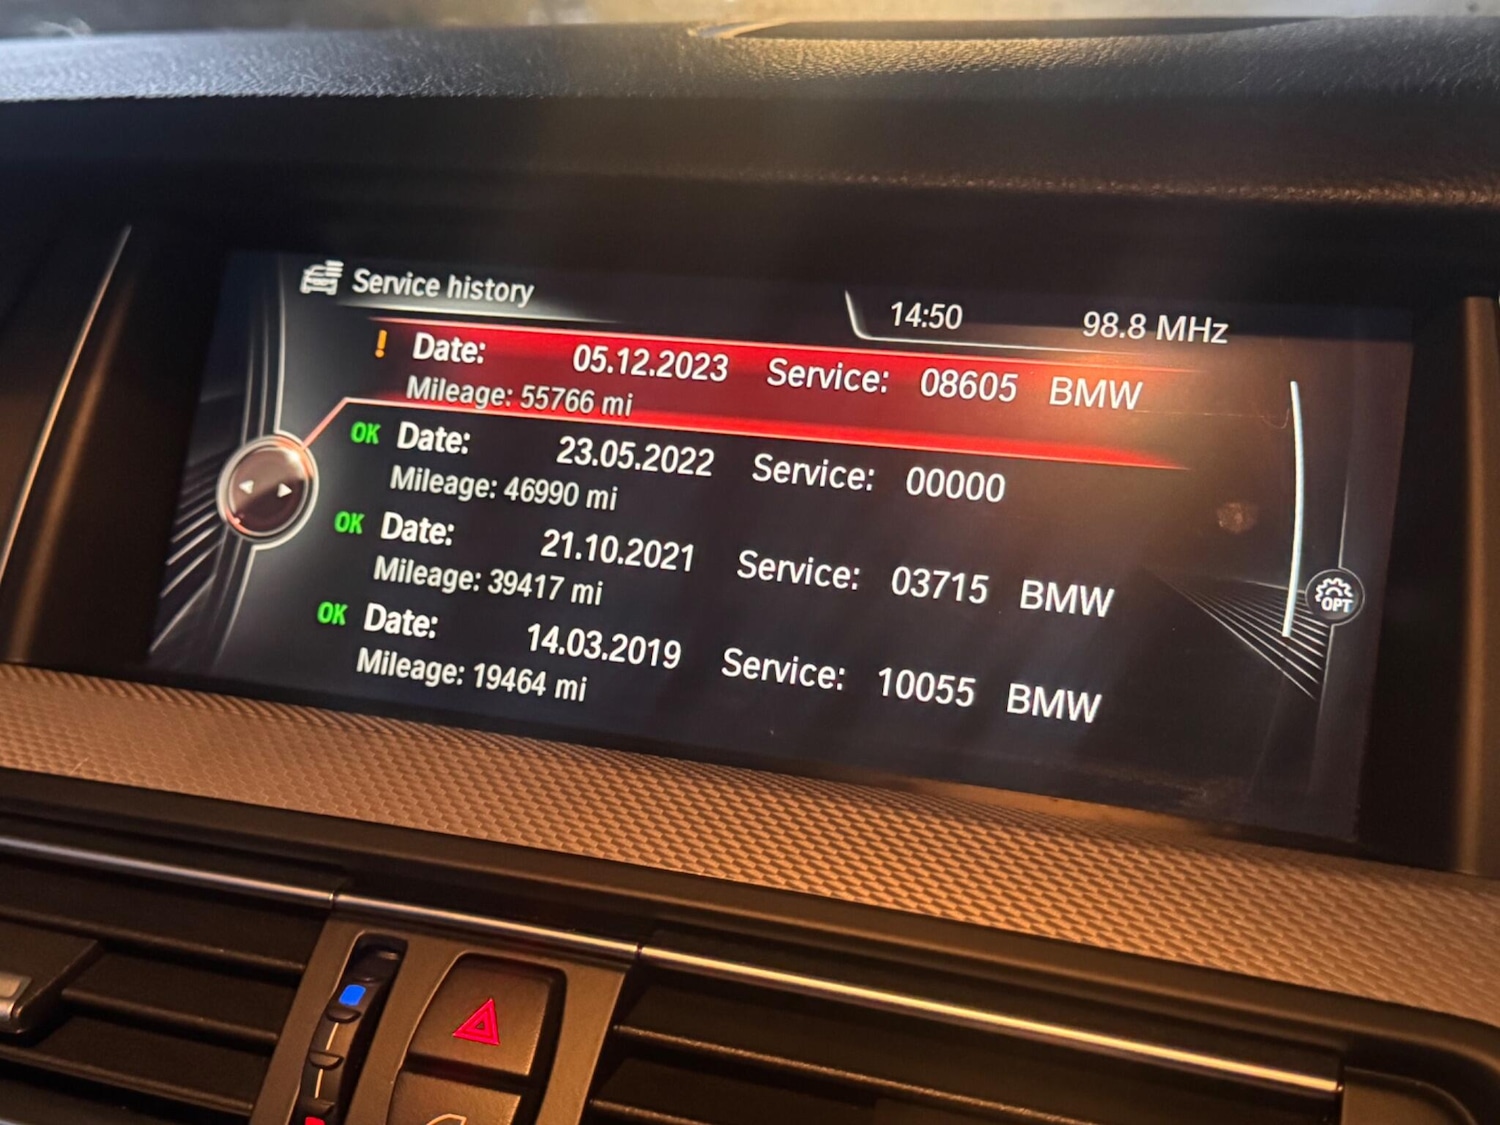 Service history
14:50 98.8 MHz
! Date: 05.12.2023 Service: 08605 BMW
Mileage: 55766 mi
OK Date: 23.05.2022 Service: 00000
Mileage: 46990 mi
OK Date: 21.10.2021 Service: 03715 BMW
Mileage: 39417 mi
OK Date: 14.03.2019 Service: 10055 BMW
Mileage: 19464 mi
OPT